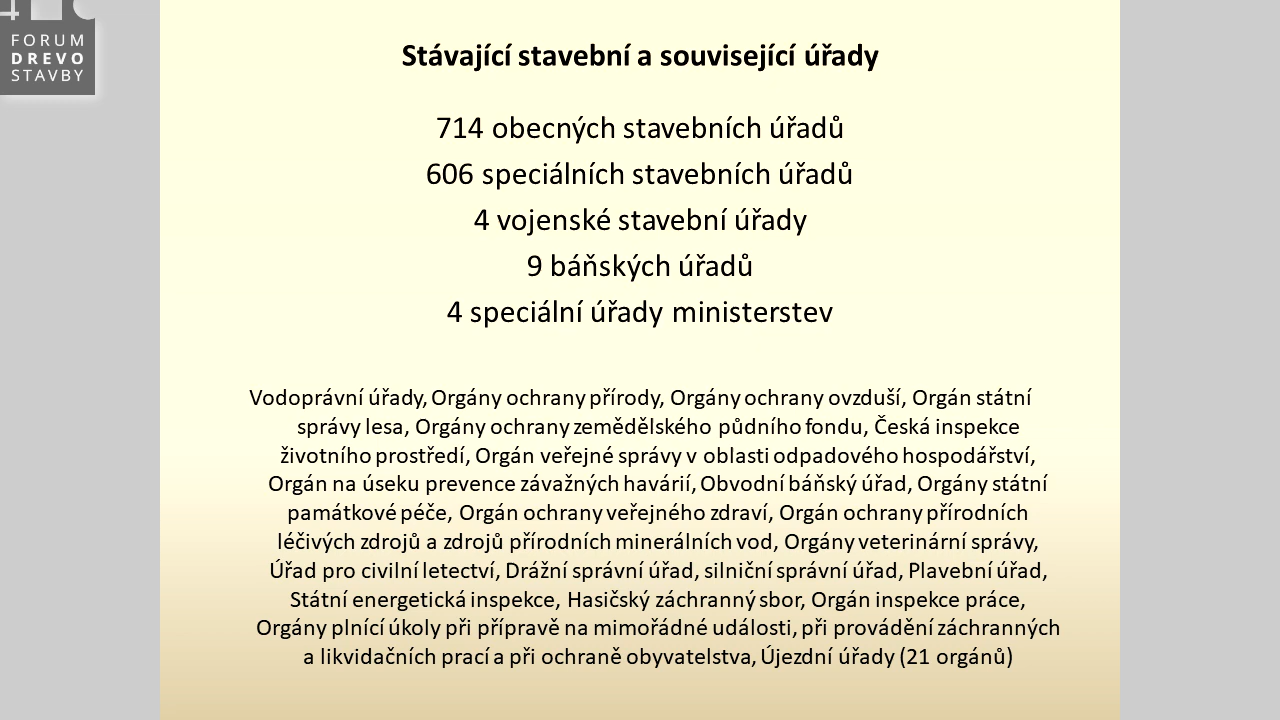 FORUM
DREVO
STAVBY
Stávající stavební a související úřady
714 obecných stavebních úřadů
606 speciálních stavebních úřadů
4 vojenské stavební úřady
9 báňských úřadů
4 speciální úřady ministerstev
Vodoprávní úřady, Orgány ochrany přírody, Orgány ochrany ovzduší, Orgán státní
správy lesa, Orgány ochrany zemědělského půdního fondu, Česká inspekce
životního prostředí, Orgán veřejné správy v oblasti odpadového hospodářství,
Orgán na úseku prevence závažných havárií, Obvodní báňský úřad, Orgány státní
památkové péče, Orgán ochrany veřejného zdraví, Orgán ochrany přírodních
léčivých zdrojů a zdrojů přírodních minerálních vod, Orgány veterinární správy,
Úřad pro civilní letectví, Drážní správní úřad, silniční správní úřad, Plavební úřad,
Státní energetická inspekce, Hasičský záchranný sbor, Orgán inspekce práce,
Orgány plnící úkoly při přípravě na mimořádné události, při provádění záchranných
a likvidačních prací a při ochraně obyvatelstva, Újezdní úřady (21 orgánů)